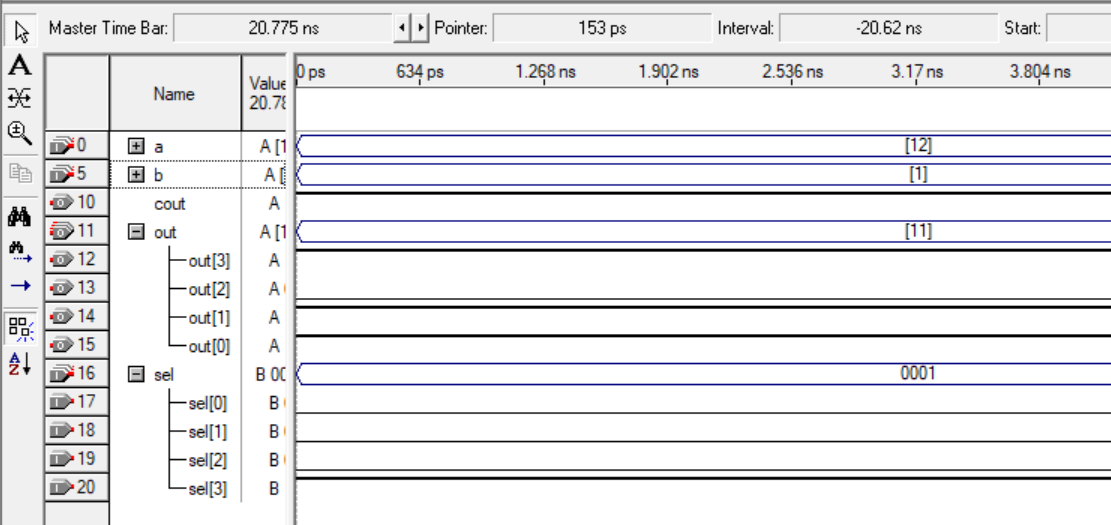 Master Time Bar: 20.775 ns Pointer: 153 ps Interval: -20.62 ns Start:
A
Name Value 20.78 0 ps 634 ps 1.268 ns 1.902 ns 2.536 ns 3.17 ns 3.804 ns
0 a A [1 [12]
5 b A [ [1]
10 cout A
11 out A [1 [11]
12 out[3] A
13 out[2] A
14 out[1] A
15 out[0] A
16 sel B 00 0001
17 sel[0] B
18 sel[1] B
19 sel[2] B
20 sel[3] B
A
Z